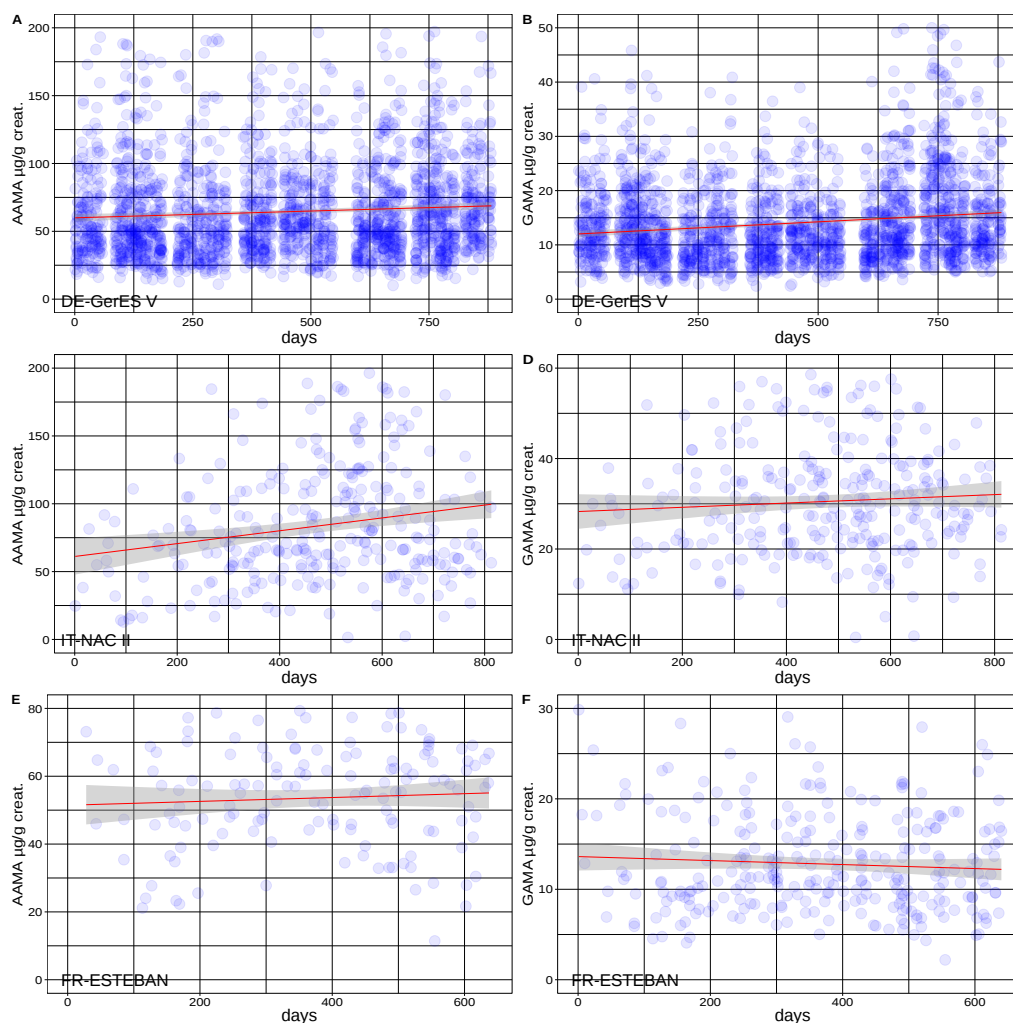 A
B
AAMA µg/g creat.
200
150
100
50
0
DE-GerES V
0 250 500 750
days
GAMA µg/g creat.
50
40
30
20
10
0
DE-GerES V
0 250 500 750
days
AAMA µg/g creat.
200
150
100
50
0
IT-NAC II
0 200 400 600 800
days
D
GAMA µg/g creat.
60
40
20
0
IT-NAC II
0 200 400 600 800
days
E
AAMA µg/g creat.
80
60
40
20
0
FR-ESTEBAN
0 200 400 600
days
F
GAMA µg/g creat.
30
20
10
0
FR-ESTEBAN
0 200 400 600
days